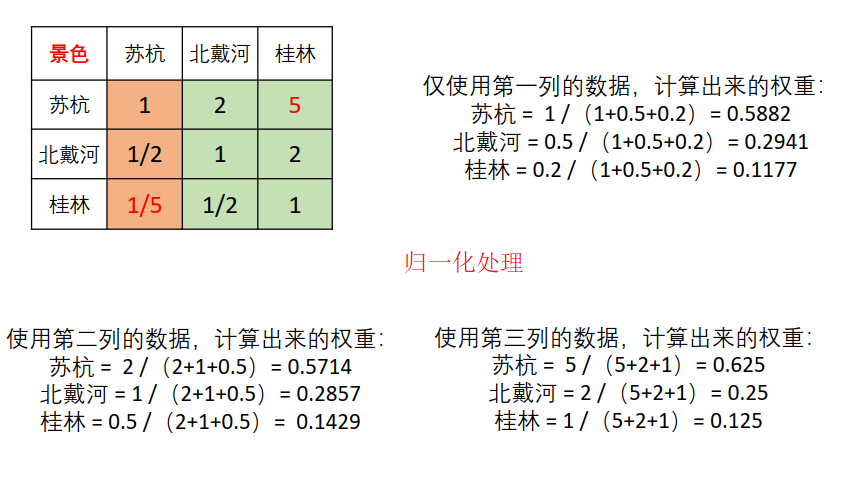 景色 苏杭 北戴河 桂林
苏杭 1 2 5
北戴河 1/2 1 2
桂林 1/5 1/2 1
仅使用第一列的数据，计算出来的权重：
苏杭 = 1 /（1+0.5+0.2）= 0.5882
北戴河 = 0.5 /（1+0.5+0.2）= 0.2941
桂林 = 0.2 /（1+0.5+0.2）= 0.1177
归一化处理
使用第二列的数据，计算出来的权重：
苏杭 = 2 /（2+1+0.5）= 0.5714
北戴河 = 1 /（2+1+0.5）= 0.2857
桂林 = 0.5 /（2+1+0.5）= 0.1429
使用第三列的数据，计算出来的权重：
苏杭 = 5 /（5+2+1）= 0.625
北戴河 = 2 /（5+2+1）= 0.25
桂林 = 1 /（5+2+1）= 0.125